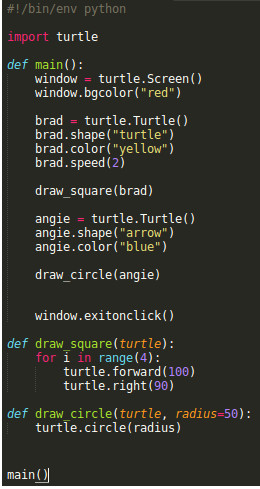 #!/bin/env python
import turtle
def main():
    window = turtle.Screen()
    window.bgcolor("red")
    brad = turtle.Turtle()
    brad.shape("turtle")
    brad.color("yellow")
    brad.speed(2)
    draw_square(brad)
    angie = turtle.Turtle()
    angie.shape("arrow")
    angie.color("blue")
    draw_circle(angie)
    window.exitonclick()
def draw_square(turtle):
    for i in range(4):
        turtle.forward(100)
        turtle.right(90)
def draw_circle(turtle, radius=50):
    turtle.circle(radius)
main()